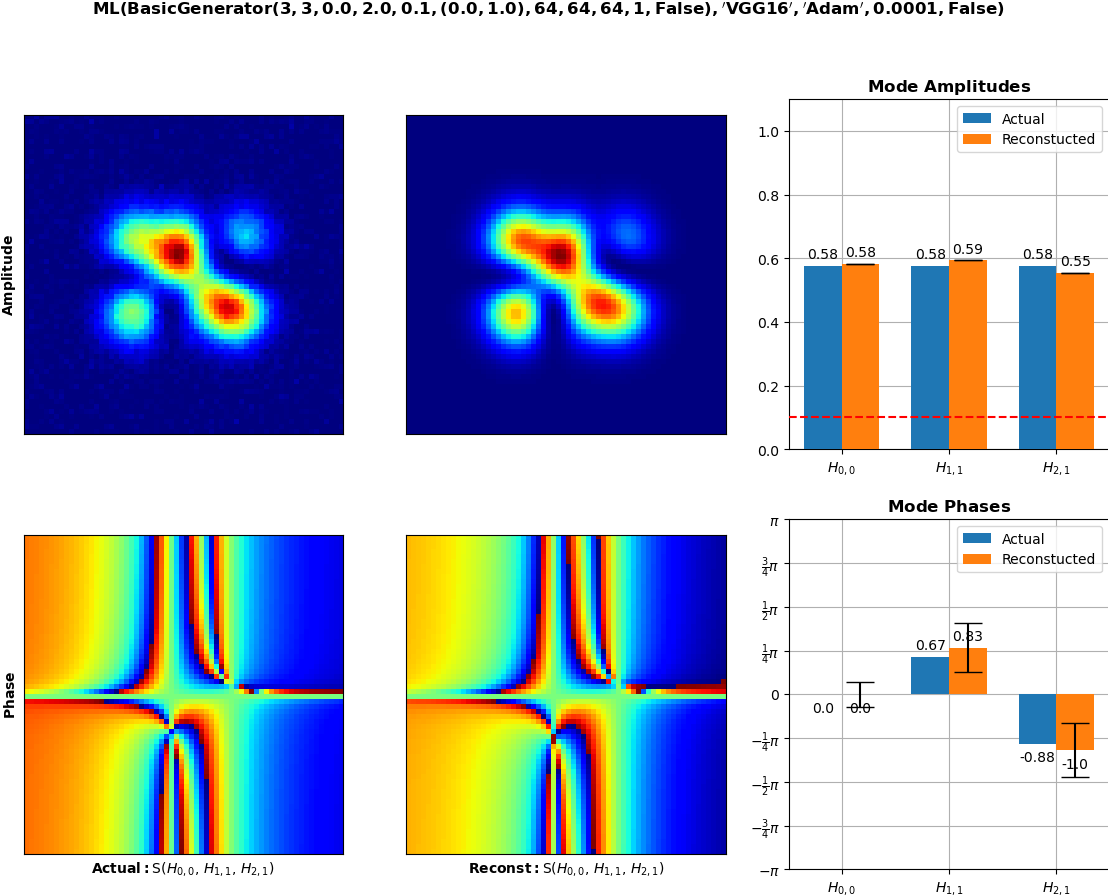 ML(BasicGenerator(3, 3, 0.0, 2.0, 0.1, (0.0, 1.0), 64, 64, 64, 1, False), ′VGG16′, ′Adam′, 0.0001, False)
Mode Amplitudes
Amplitude
Actual
Reconstucted
1.0
0.8
0.6
0.4
0.2
0.0
0.58 0.58
0.58 0.59
0.58 0.55
H0,0 H1,1 H2,1
Mode Phases
Phase
Actual
Reconstucted
π
3/4π
1/2π
1/4π
0
−1/4π
−1/2π
−3/4π
−π
0.0 -0.0
0.67 0.83
-0.88 -1.0
H0,0 H1,1 H2,1
Actual: S(H0,0, H1,1, H2,1)
Reconst: S(H0,0, H1,1, H2,1)